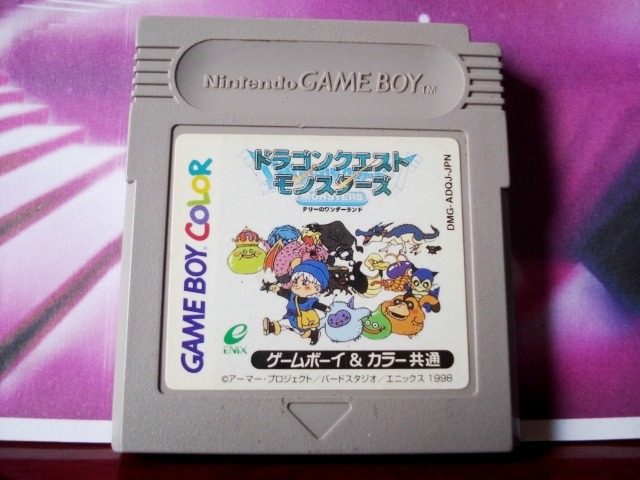 Nintendo GAME BOY TM
GAME BOY COLOR
ドラゴンクエスト
モンスターズ
MONSTERS
テリーのワンダーランド
DMG-ADQJ-JPN
ENIX
ゲームボーイ & カラー共通
©アーマー・プロジェクト/バードスタジオ/エニックス 1998